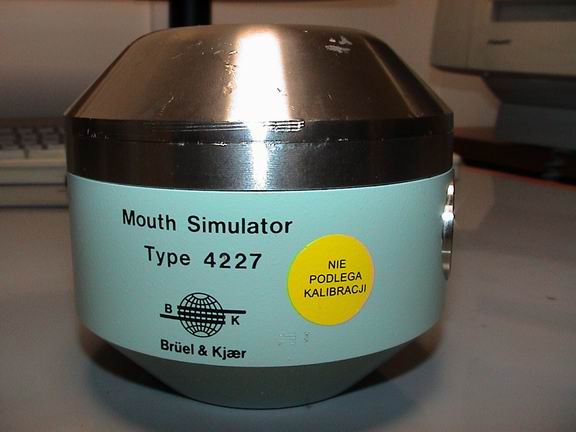 Mouth Simulator
Type 4227
NIE
PODLEGA
KALIBRACJI
B
K
Brüel & Kjær